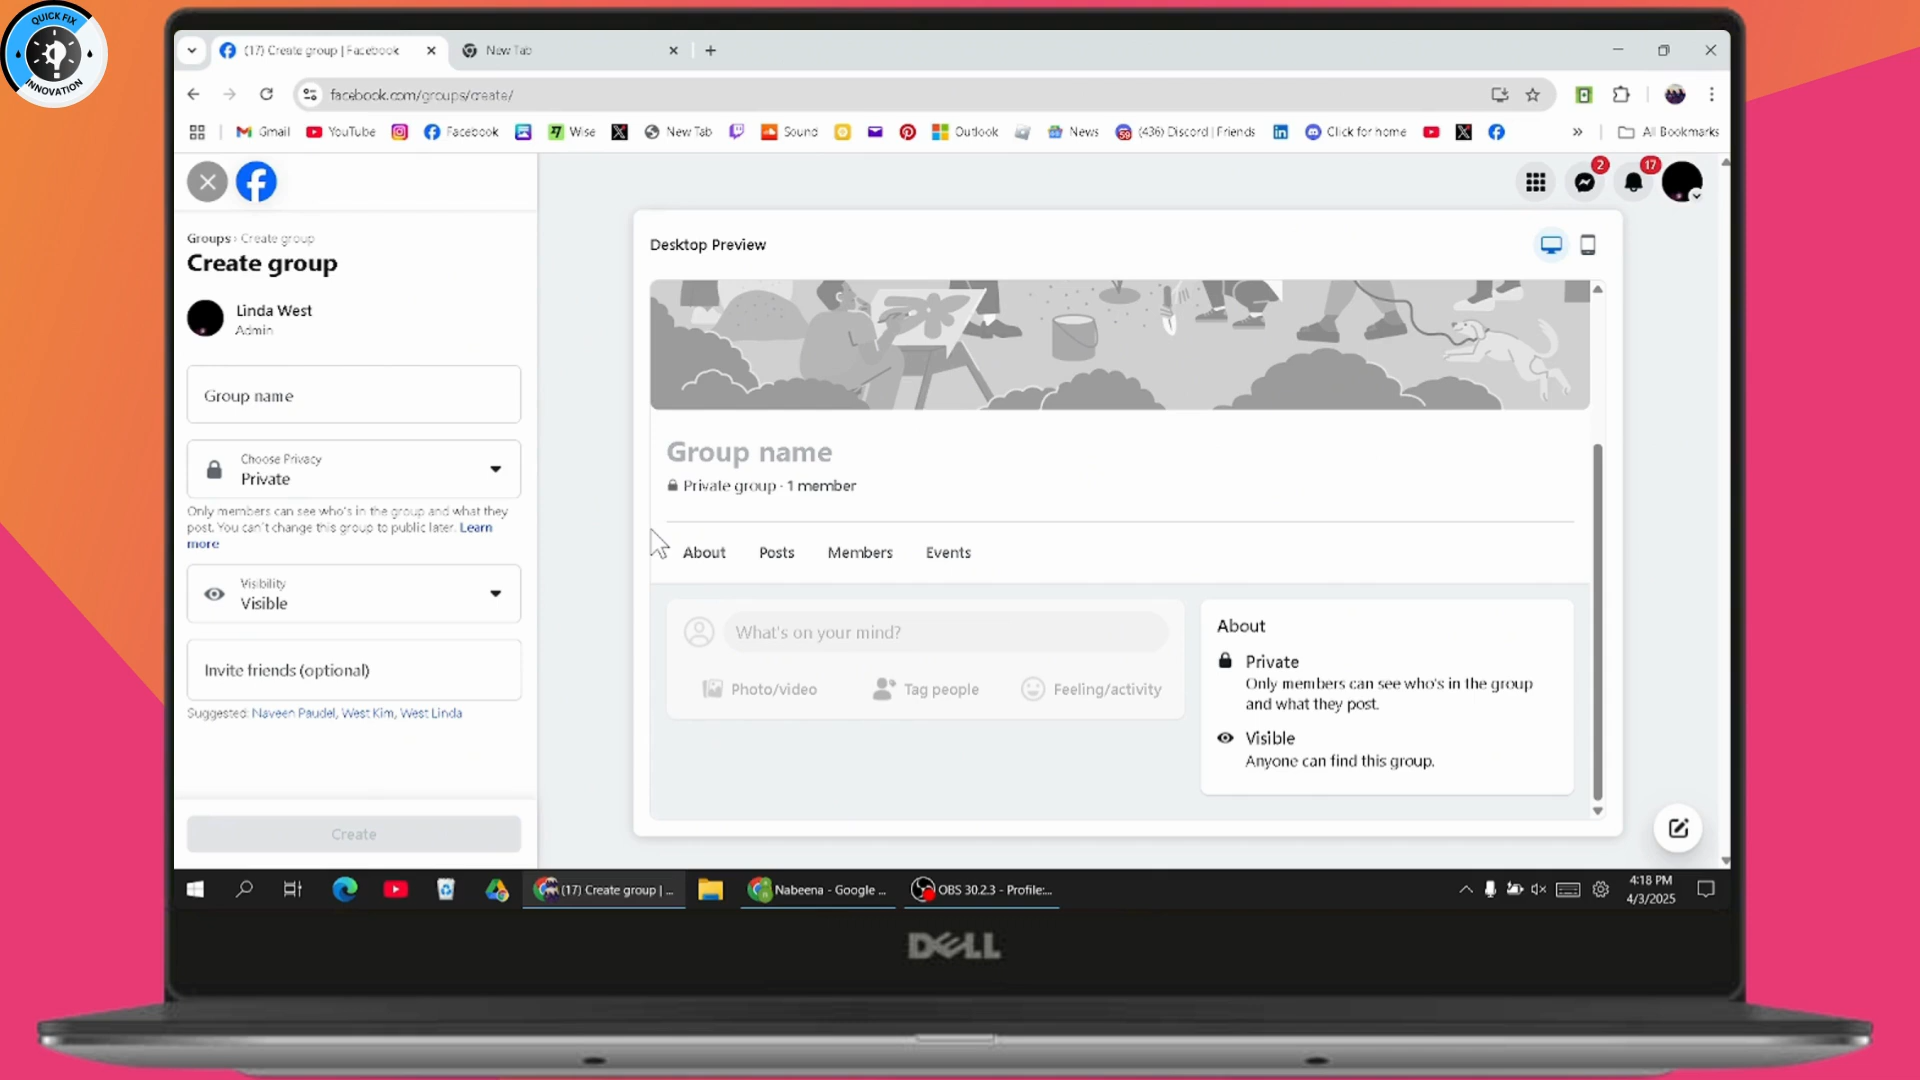 QUICK FIX
INNOVATION
(17) Create group | Facebook
New Tab
facebook.com/groups/create/
Gmail
YouTube
Facebook
Wise
New Tab
Sound
Outlook
News
(436) Discord | Friends
Click for home
»
All Bookmarks
Groups › Create group
Create group
Linda West
Admin
Group name
Choose Privacy
Private
Only members can see who's in the group and what they
post. You can't change this group to public later. Learn
more
Visibility
Visible
Invite friends (optional)
Suggested: Naveen Paudel, West Kim, West Linda
Create
2
17
Desktop Preview
Group name
Private group · 1 member
About
Posts
Members
Events
What's on your mind?
Photo/video
Tag people
Feeling/activity
About
Private
Only members can see who's in the group
and what they post.
Visible
Anyone can find this group.
(17) Create group | ...
Nabeena - Google ...
OBS 30.2.3 - Profile:...
4:18 PM
4/3/2025
DELL